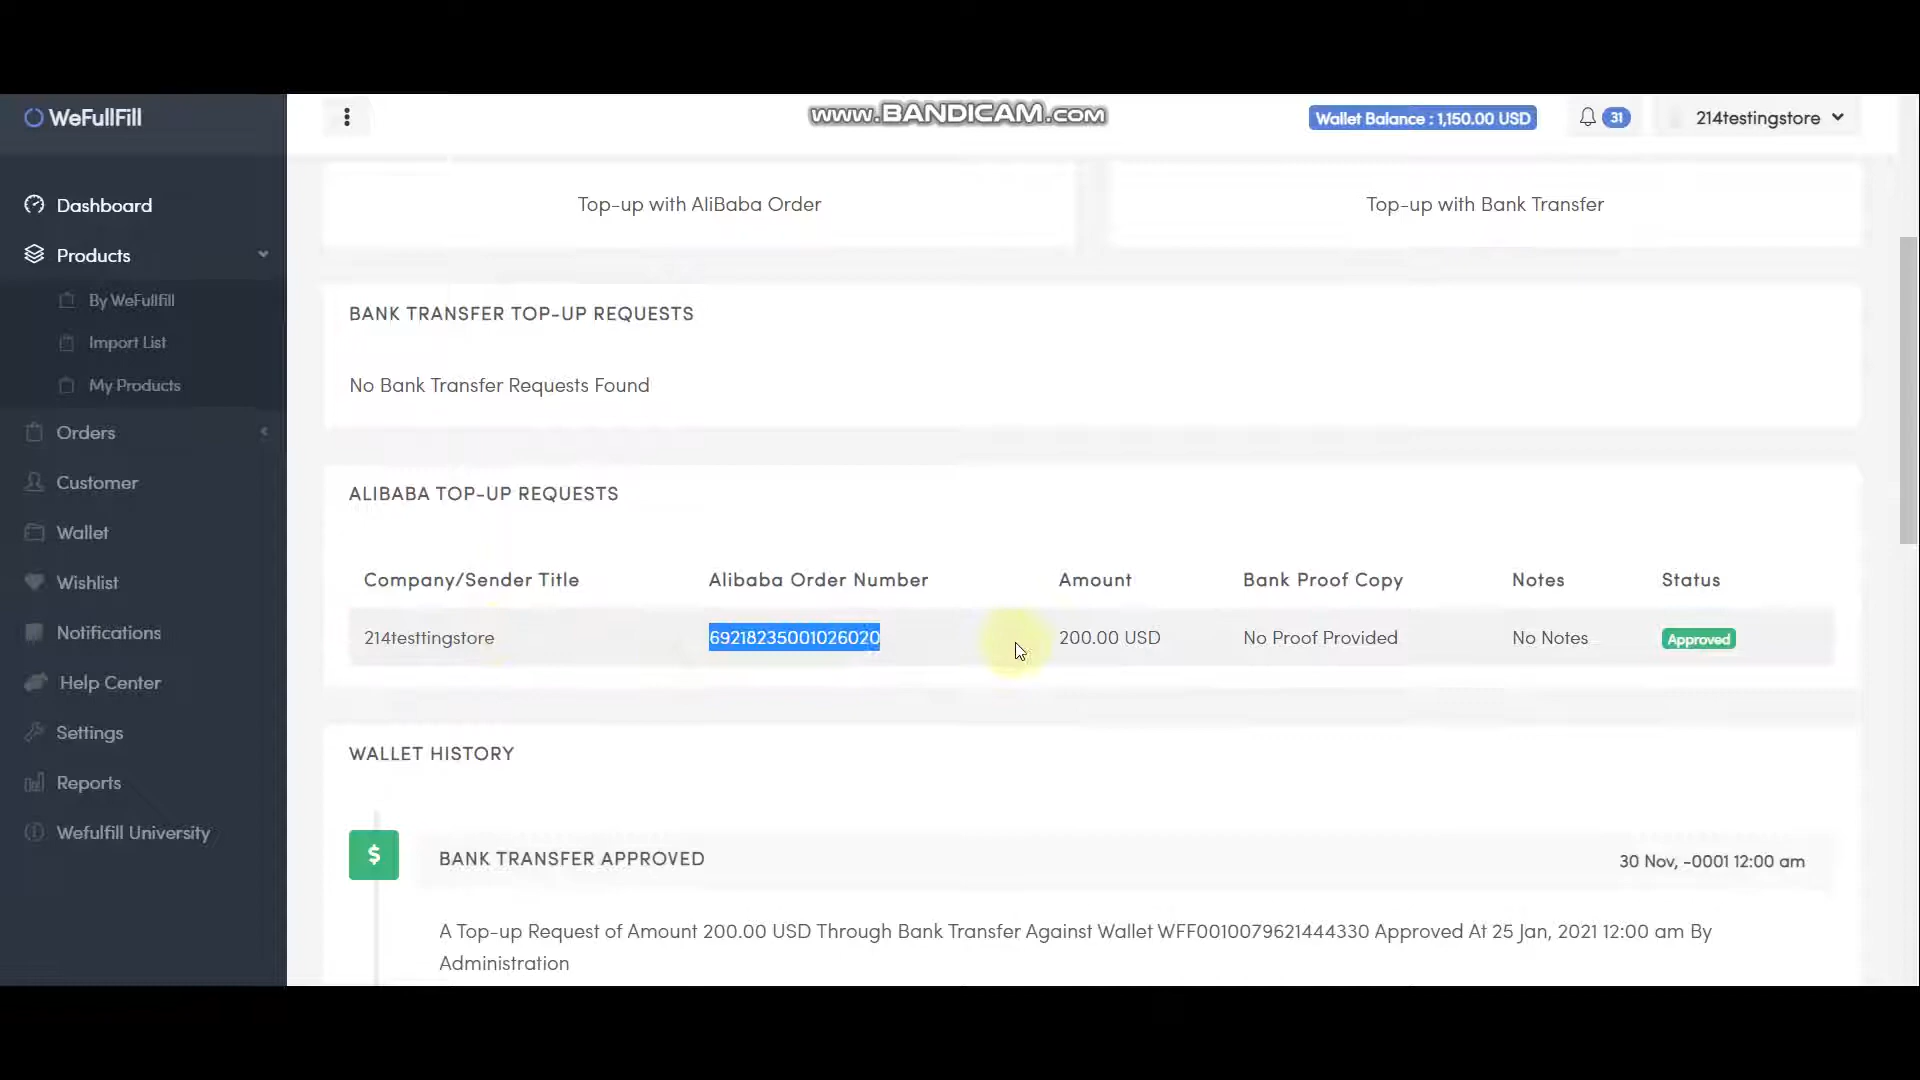 WeFullFill
www.BANDICAM.com
Wallet Balance : 1,150.00 USD
31
214testingstore
Dashboard
Products
By WeFullfill
Import List
My Products
Orders
Customer
Wallet
Wishlist
Notifications
Help Center
Settings
Reports
Wefulfill University
Top-up with AliBaba Order
Top-up with Bank Transfer
BANK TRANSFER TOP-UP REQUESTS
No Bank Transfer Requests Found
ALIBABA TOP-UP REQUESTS
Company/Sender Title Alibaba Order Number Amount Bank Proof Copy Notes Status
214testtingstore 69218235001026020 200.00 USD No Proof Provided No Notes Approved
WALLET HISTORY
$
BANK TRANSFER APPROVED
30 Nov, -0001 12:00 am
A Top-up Request of Amount 200.00 USD Through Bank Transfer Against Wallet WFF0010079621444330 Approved At 25 Jan, 2021 12:00 am By
Administration